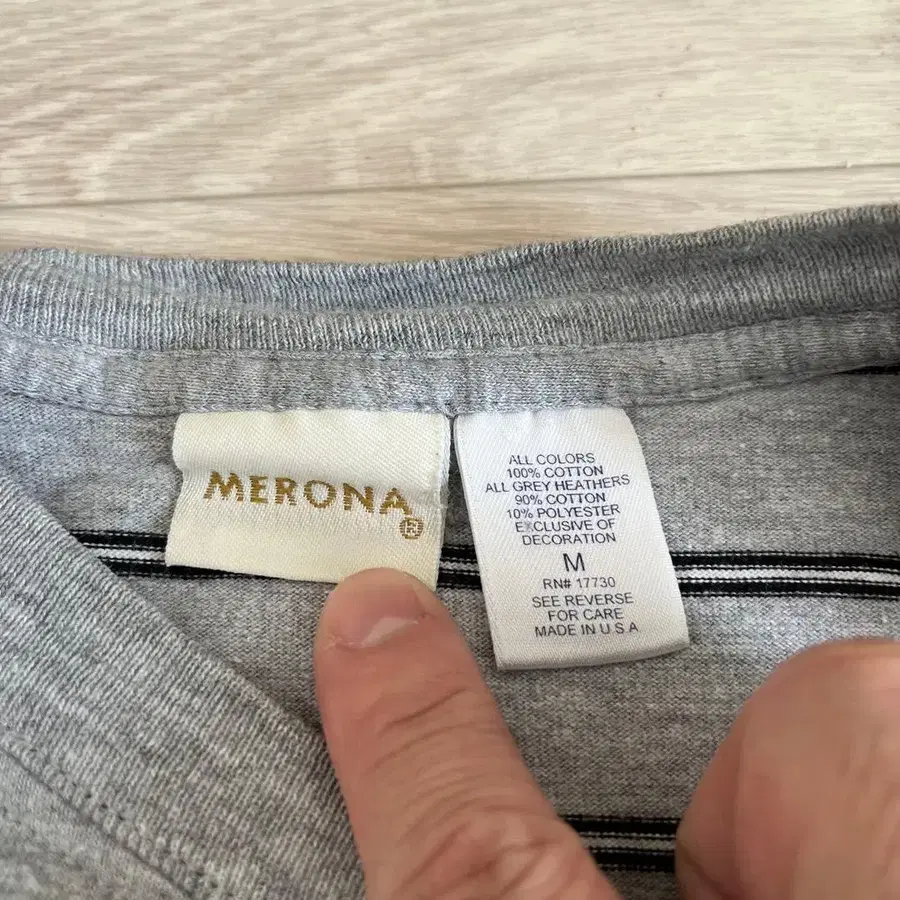 MERONA®
ALL COLORS
100% COTTON
ALL GREY HEATHERS
90% COTTON
10% POLYESTER
EXCLUSIVE OF
DECORATION
M
RN# 17730
SEE REVERSE
FOR CARE
MADE IN U.S.A